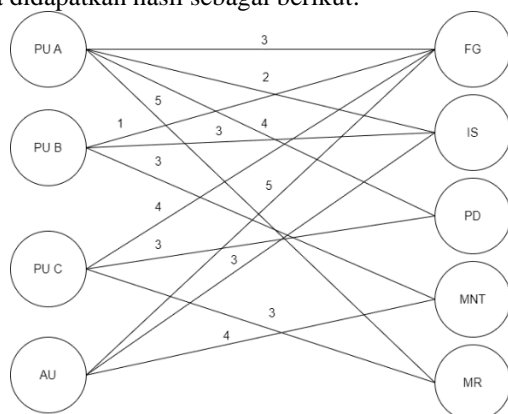 didapatkan hasil sebagai berikut:
PU A
3
FG
2
5
4
1
3
PU B
IS
3
5
4
PD
3
PU C
3
3
MNT
4
AU
MR